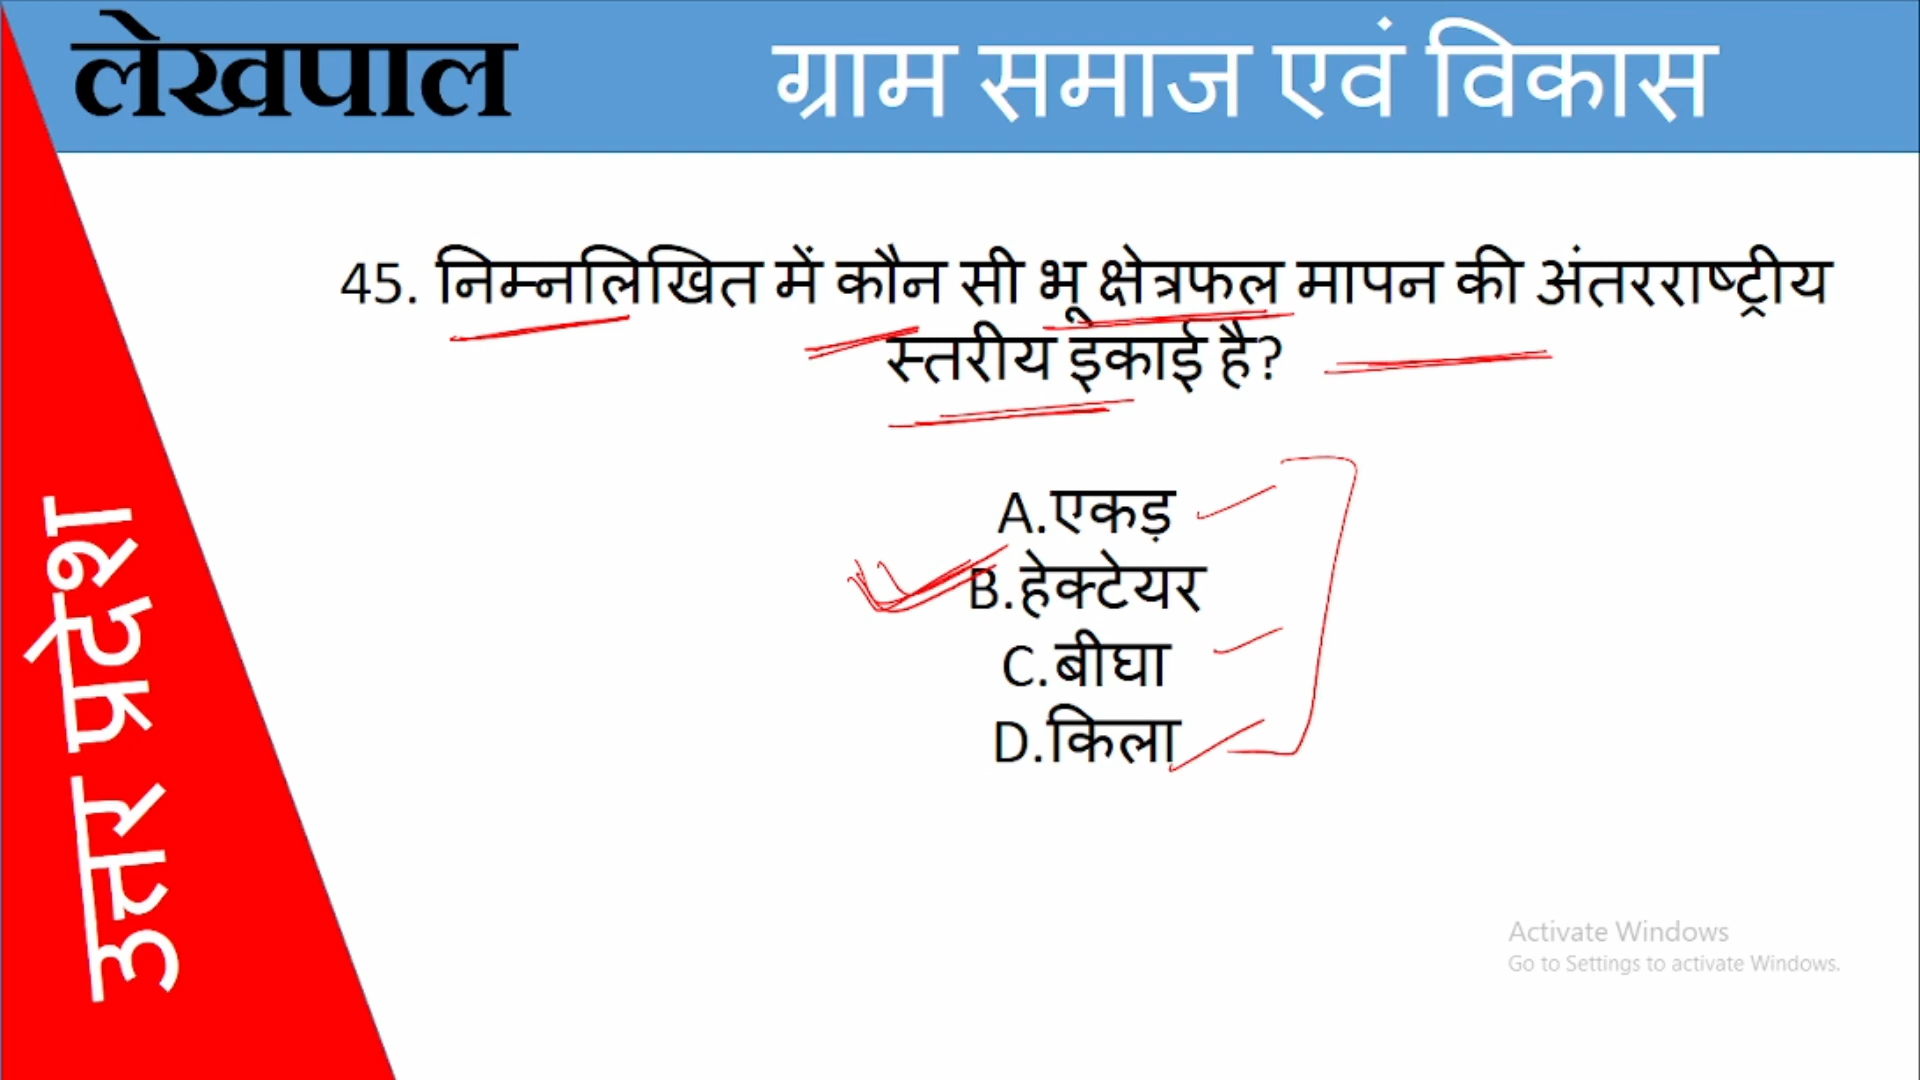 लेखपाल
ग्राम समाज एवं विकास
45. निम्नलिखित में कौन सी भू क्षेत्रफल मापन की अंतरराष्ट्रीय
स्तरीय इकाई है?
A.एकड़
B.हेक्टेयर
C.बीघा
D.किला
उत्तर प्रदेश
Activate Windows
Go to Settings to activate Windows.